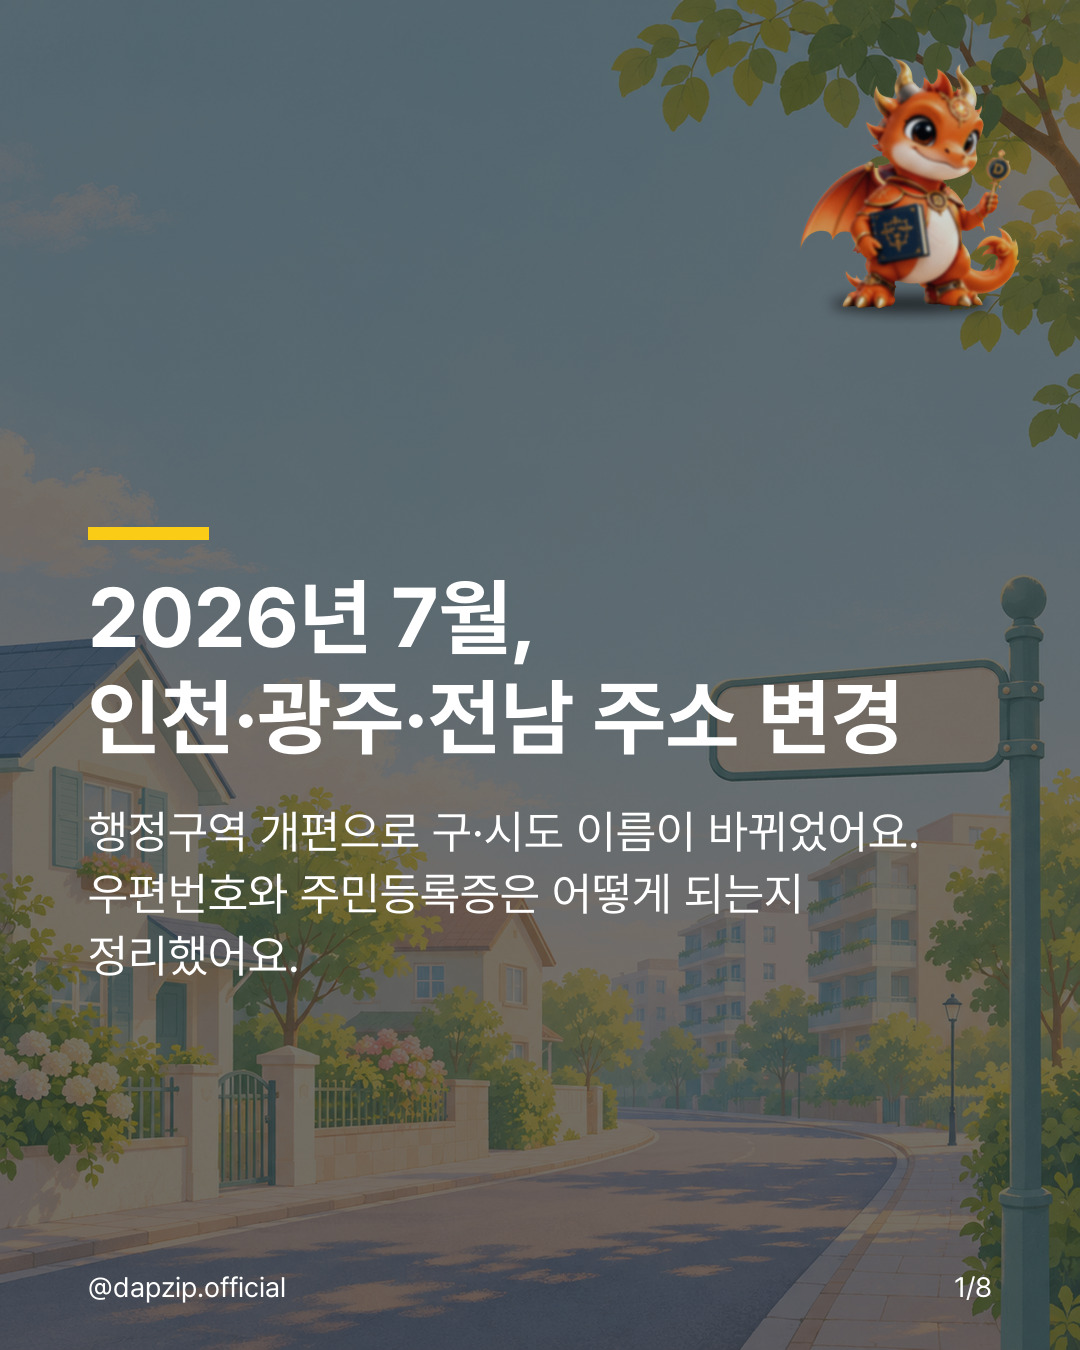 2026년 7월,
인천·광주·전남 주소 변경
행정구역 개편으로 구·시도 이름이 바뀌었어요.
우편번호와 주민등록증은 어떻게 되는지
정리했어요.
@dapzip.official
1/8
D